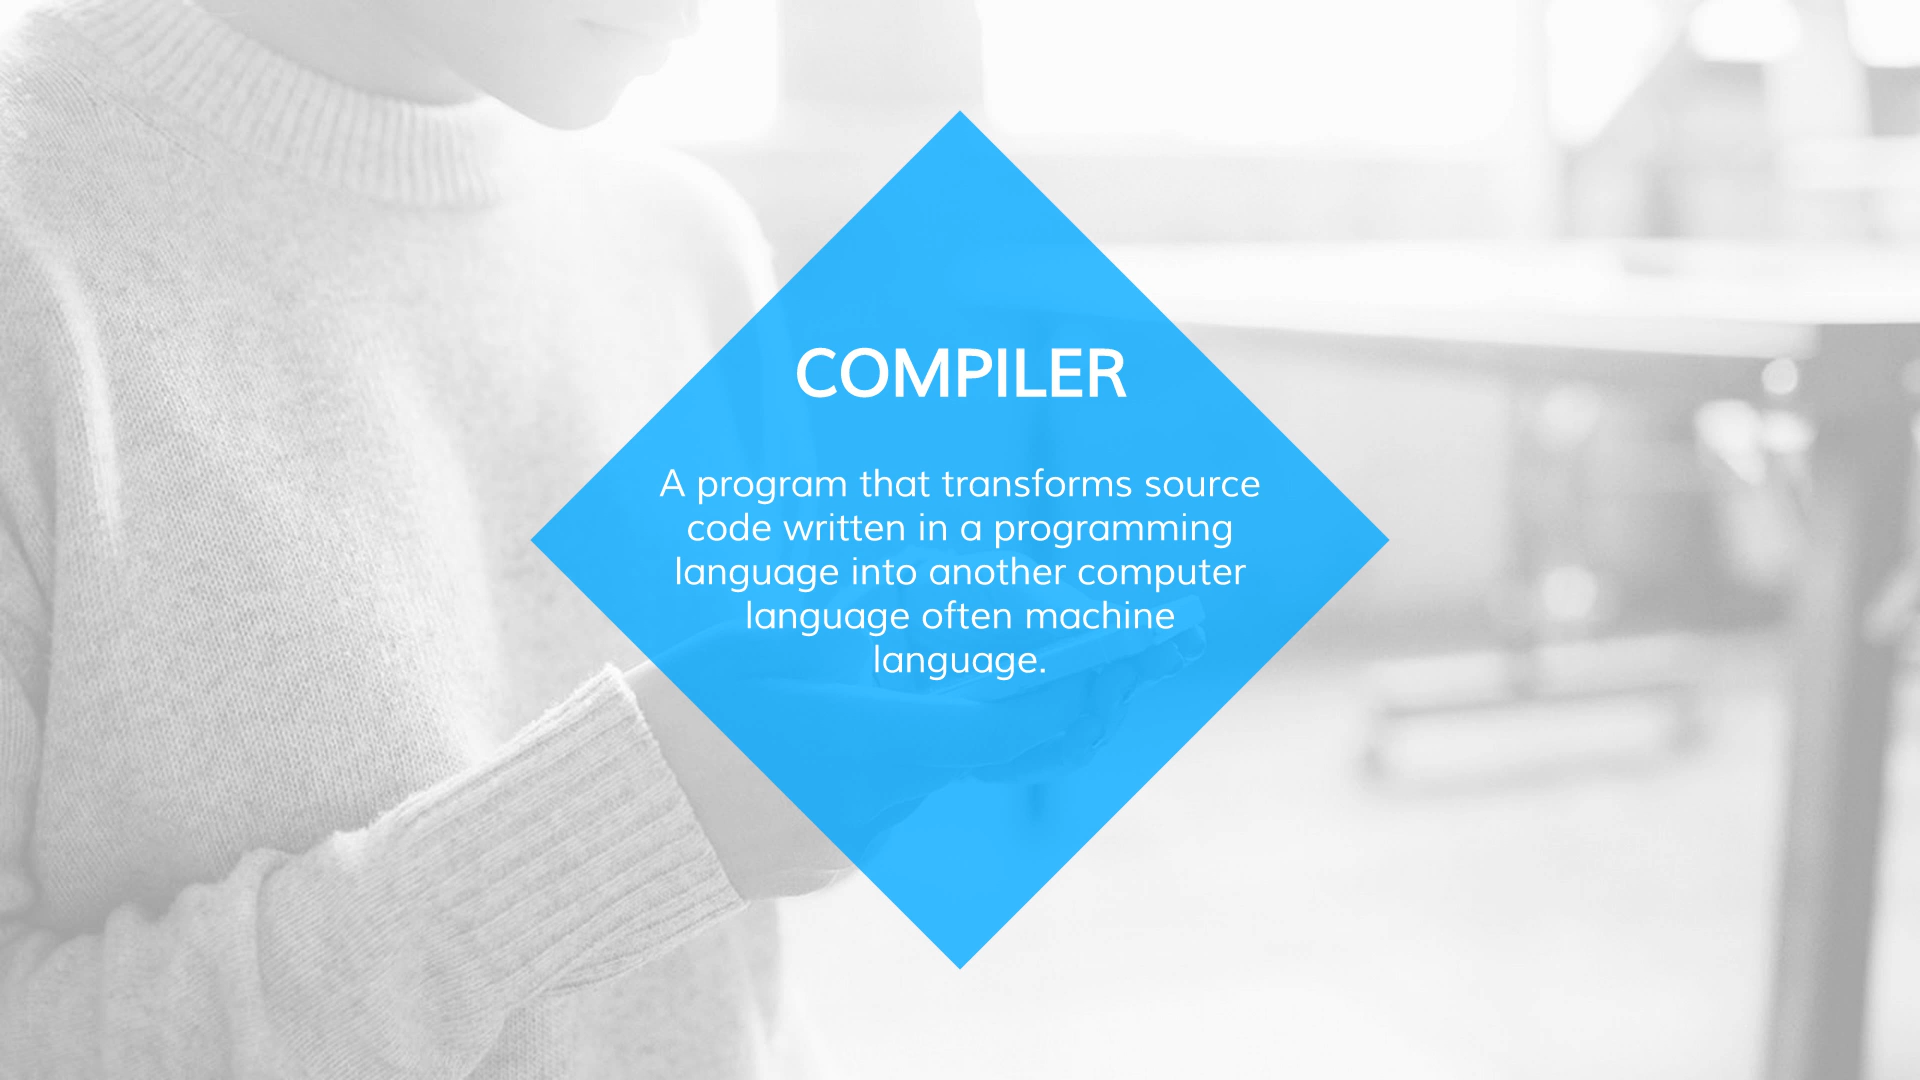 COMPILER
A program that transforms source
code written in a programming
language into another computer
language often machine
language.